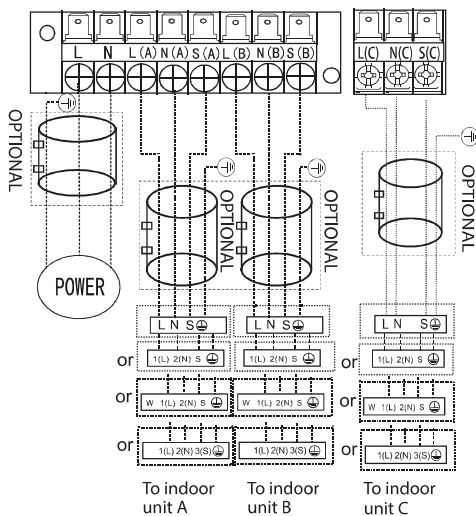 L N L(A) N(A) S(A) L(B) N(B) S(B)
L(C) N(C) S(C)
OPTIONAL
OPTIONAL
OPTIONAL
OPTIONAL
POWER
L N S
L N S
L N S
or
1(L) 2(N) S
1(L) 2(N) S
or
1(L) 2(N) S
or
W 1(L) 2(N) S
W 1(L) 2(N) S
or
W 1(L) 2(N) S
or
1(L) 2(N) 3(S)
1(L) 2(N) 3(S)
or
1(L) 2(N) 3(S)
To indoor
unit A
To indoor
unit B
To indoor
unit C